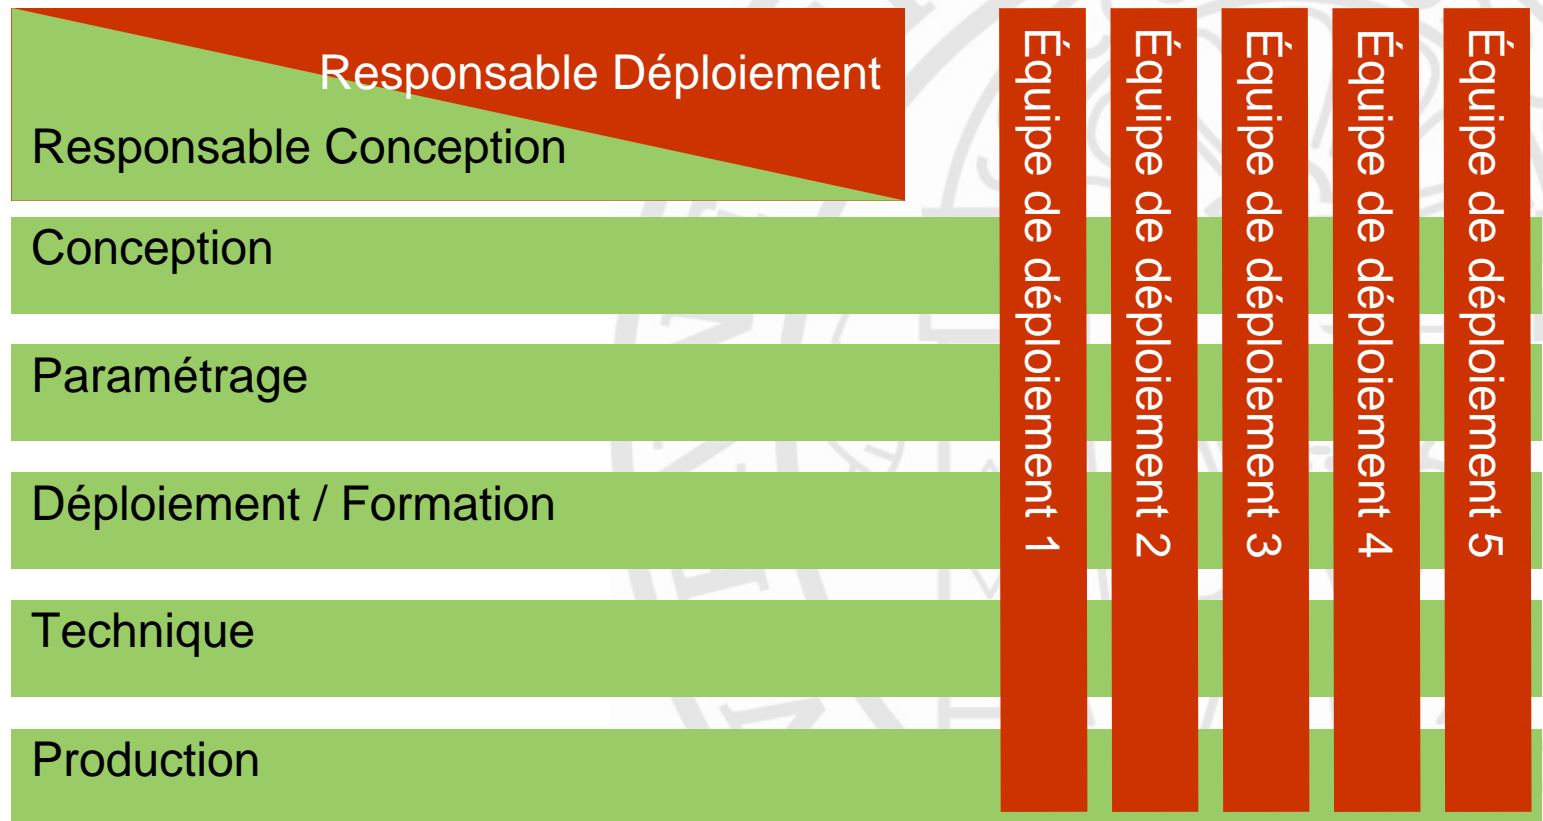 Responsable Déploiement
Responsable Conception
Conception
Paramétrage
Déploiement / Formation
Technique
Production
Équipe de déploiement 1
Équipe de déploiement 2
Équipe de déploiement 3
Équipe de déploiement 4
Équipe de déploiement 5